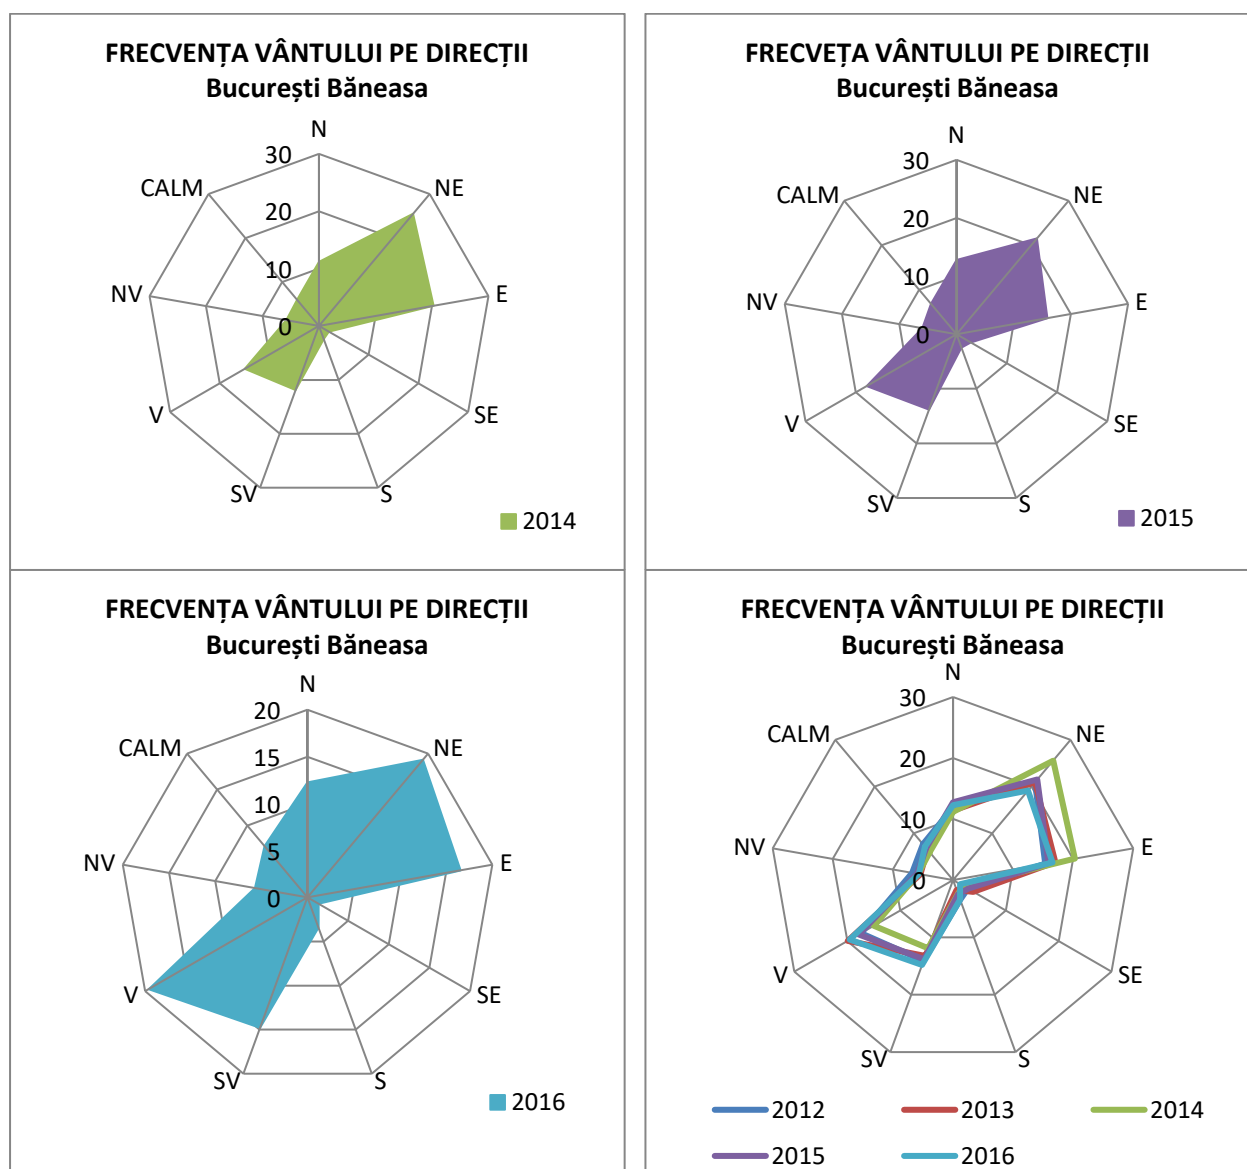 FRECVENȚA VÂNTULUI PE DIRECȚII
București Băneasa
N
30
NE
CALM
20
10
NV
E
0
V
SE
SV
S
2014
FRECVEȚA VÂNTULUI PE DIRECȚII
București Băneasa
N
30
NE
CALM
20
10
NV
E
0
V
SE
SV
S
2015
FRECVENȚA VÂNTULUI PE DIRECȚII
București Băneasa
N
20
CALM
NE
15
10
5
NV
E
0
V
SE
SV
S
2016
FRECVENȚA VÂNTULUI PE DIRECȚII
București Băneasa
N
30
CALM
NE
20
10
NV
E
0
V
SE
SV
S
2012
2013
2014
2015
2016